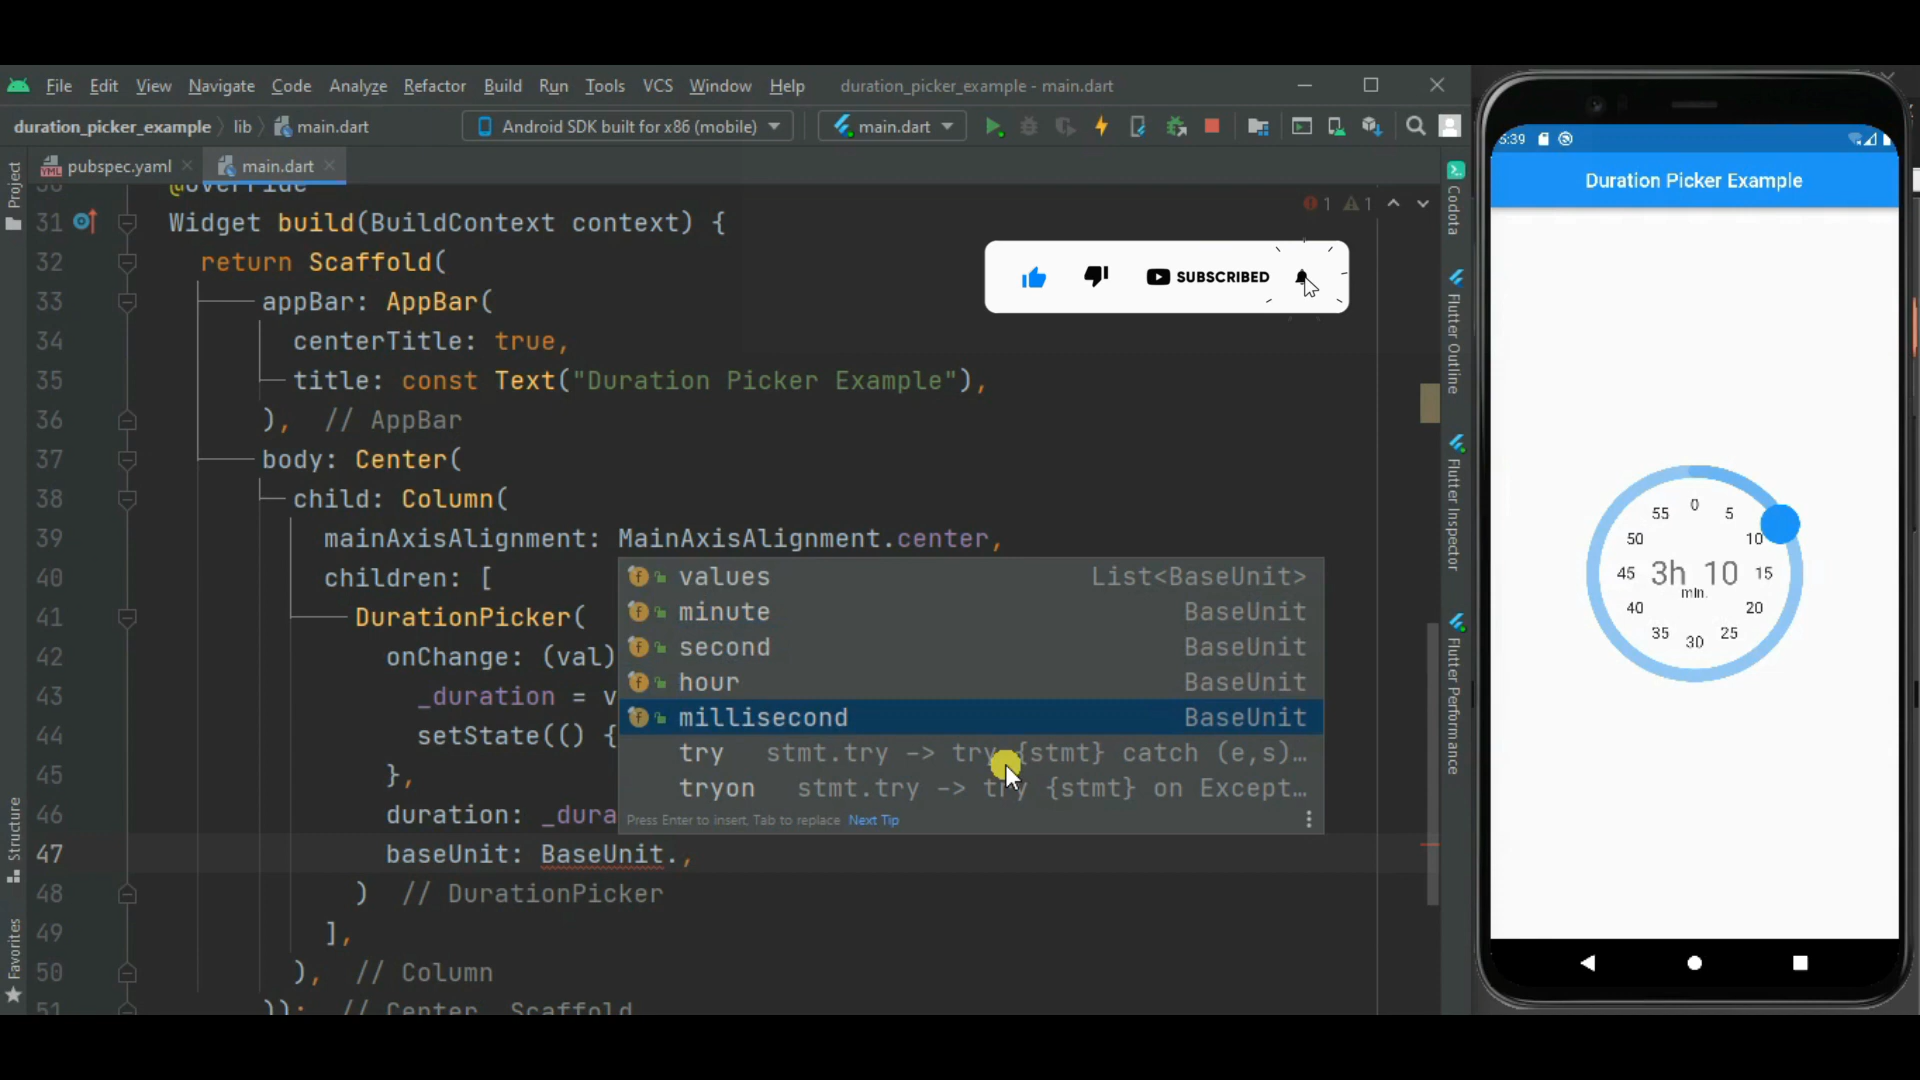 File Edit View Navigate Code Analyze Refactor Build Run Tools VCS Window Help duration_picker_example - main.dart
duration_picker_example lib main.dart Android SDK built for x86 (mobile) main.dart
pubspec.yaml main.dart
Project
Structure
Favorites
@override
31 Widget build(BuildContext context) {
32 return Scaffold(
33 appBar: AppBar(
34 centerTitle: true,
35 title: const Text("Duration Picker Example"),
36 ), // AppBar
37 body: Center(
38 child: Column(
39 mainAxisAlignment: MainAxisAlignment.center,
40 children: [
41 DurationPicker(
42 onChange: (val)
43 _duration = v
44 setState(() {
45 },
46 duration: _dura
47 baseUnit: BaseUnit.,
48 ) // DurationPicker
49 ],
50 ), // Column
51 )); // Center, Scaffold
1 1
SUBSCRIBED
values List<BaseUnit>
minute BaseUnit
second BaseUnit
hour BaseUnit
millisecond BaseUnit
try stmt.try -> try {stmt} catch (e,s)…
tryon stmt.try -> try {stmt} on Except…
Press Enter to insert, Tab to replace Next Tip
Codota
Flutter Outline
Flutter Inspector
Flutter Performance
5:39
Duration Picker Example
0
55 5
50 10
45 3h 10 15
min.
40 20
35 25
30